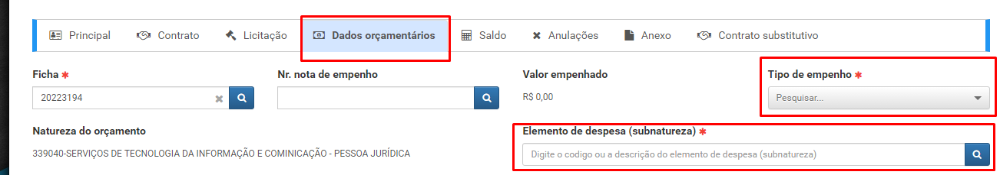 Principal Contrato Licitação Dados orçamentários Saldo Anulações Anexo Contrato substitutivo
Ficha * Nr. nota de empenho Valor empenhado Tipo de empenho *
20223194 R$ 0,00 Pesquisar...
Natureza do orçamento Elemento de despesa (subnatureza) *
339040-SERVIÇOS DE TECNOLOGIA DA INFORMAÇÃO E COMINICAÇÃO - PESSOA JURÍDICA Digite o codigo ou a descrição do elemento de despesa (subnatureza)